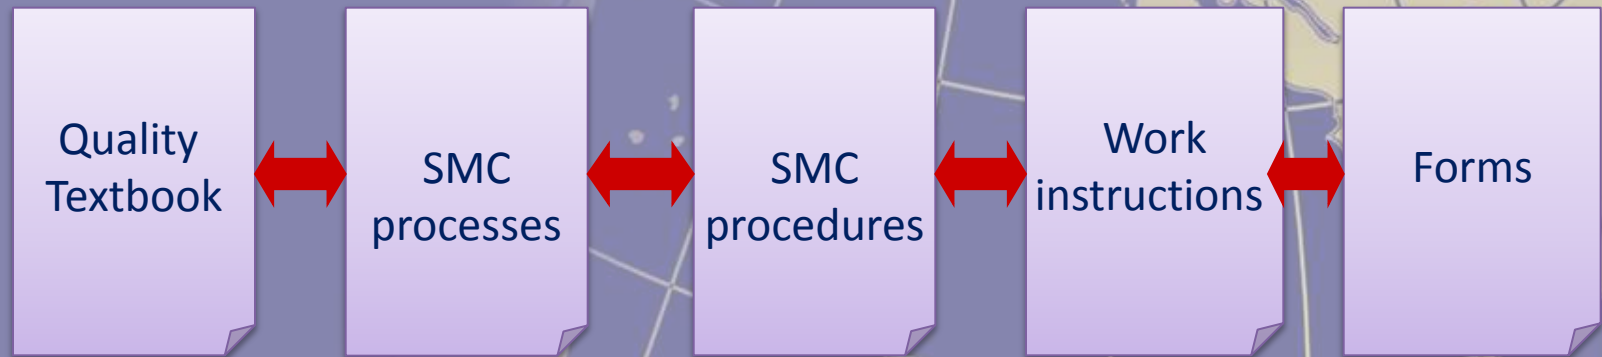 Quality
Textbook
SMC
processes
SMC
procedures
Work
instructions
Forms